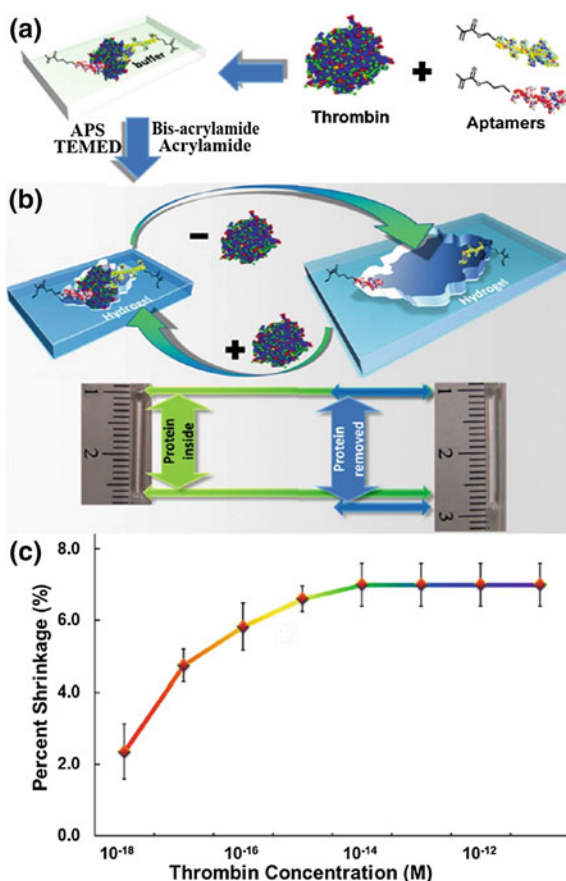 (a)
buffer
Thrombin
Aptamers
APS
TEMED
Bis-acrylamide
Acrylamide
(b)
Hydrogel
Hydrogel
1
2
Protein
inside
Protein
removed
1
2
3
(c)
Percent Shrinkage (%)
8.0
6.0
4.0
2.0
0.0
10-18
10-16
10-14
10-12
Thrombin Concentration (M)